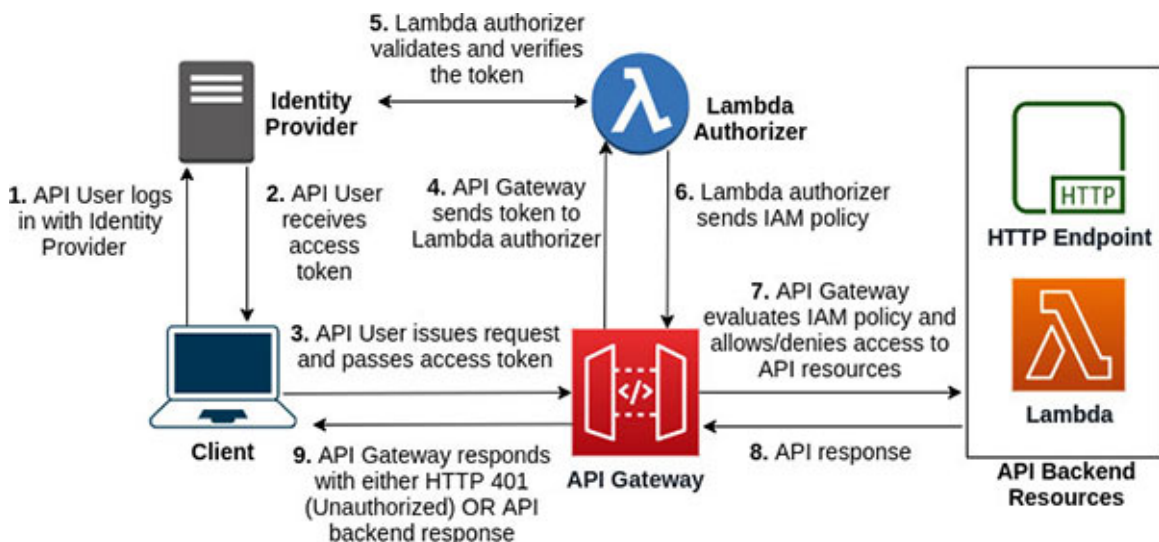 5. Lambda authorizer
validates and verifies
the token
Identity
Provider
Lambda
Authorizer
1. API User logs
in with Identity
Provider
2. API User
receives
access
token
4. API Gateway
sends token to
Lambda authorizer
6. Lambda authorizer
sends IAM policy
HTTP
HTTP Endpoint
3. API User issues request
and passes access token
7. API Gateway
evaluates IAM policy and
allows/denies access to
API resources
</>
Lambda
Client
9. API Gateway responds
with either HTTP 401
(Unauthorized) OR API
backend response
API Gateway
8. API response
API Backend
Resources